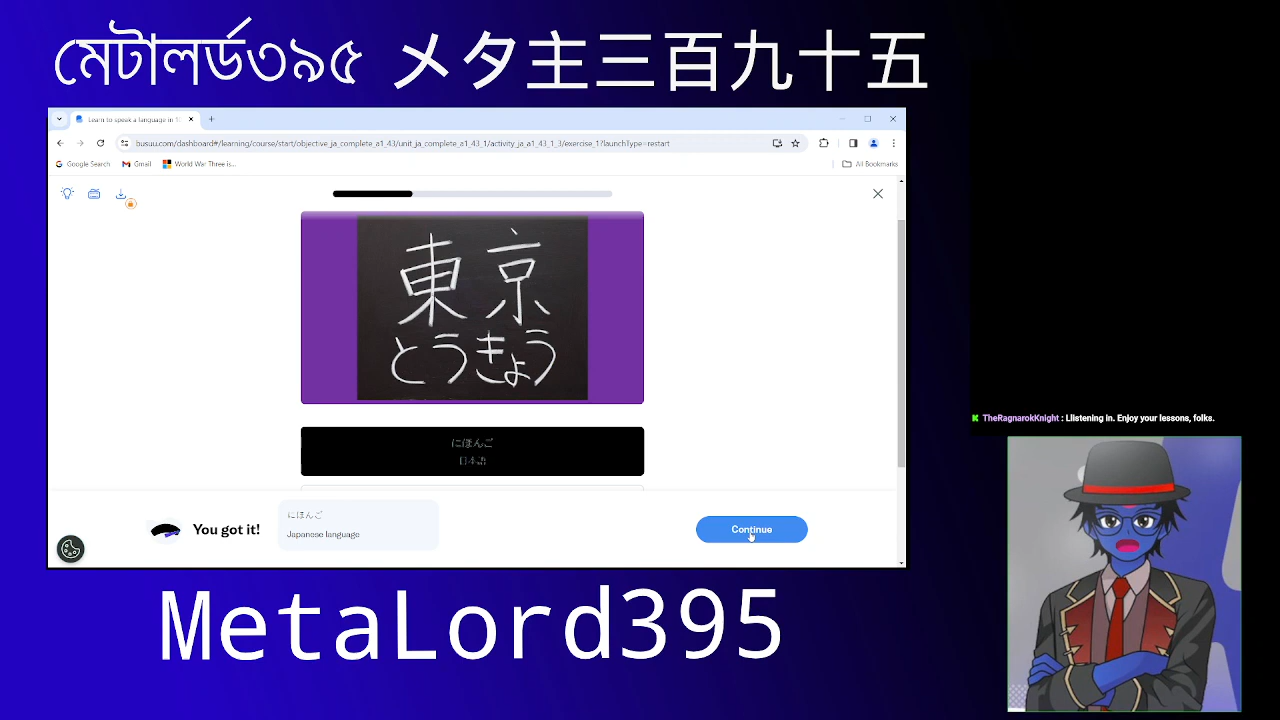 মেটালর্ড৩৯৫ メタ主三百九十五
Learn to speak a language in 10
busuu.com/dashboard#/learning/course/start/objective_ja_complete_a1_43/unit_ja_complete_a1_43_1/activity_ja_a1_43_1_3/exercise_1?launchType=restart
Google Search Gmail World War Three is... All Bookmarks
東京
とうきょう
にほんご
日本語
You got it!
にほんご
Japanese language
Continue
TheRagnarokKnight : LIistening in. Enjoy your lessons, folks.
MetaLord395